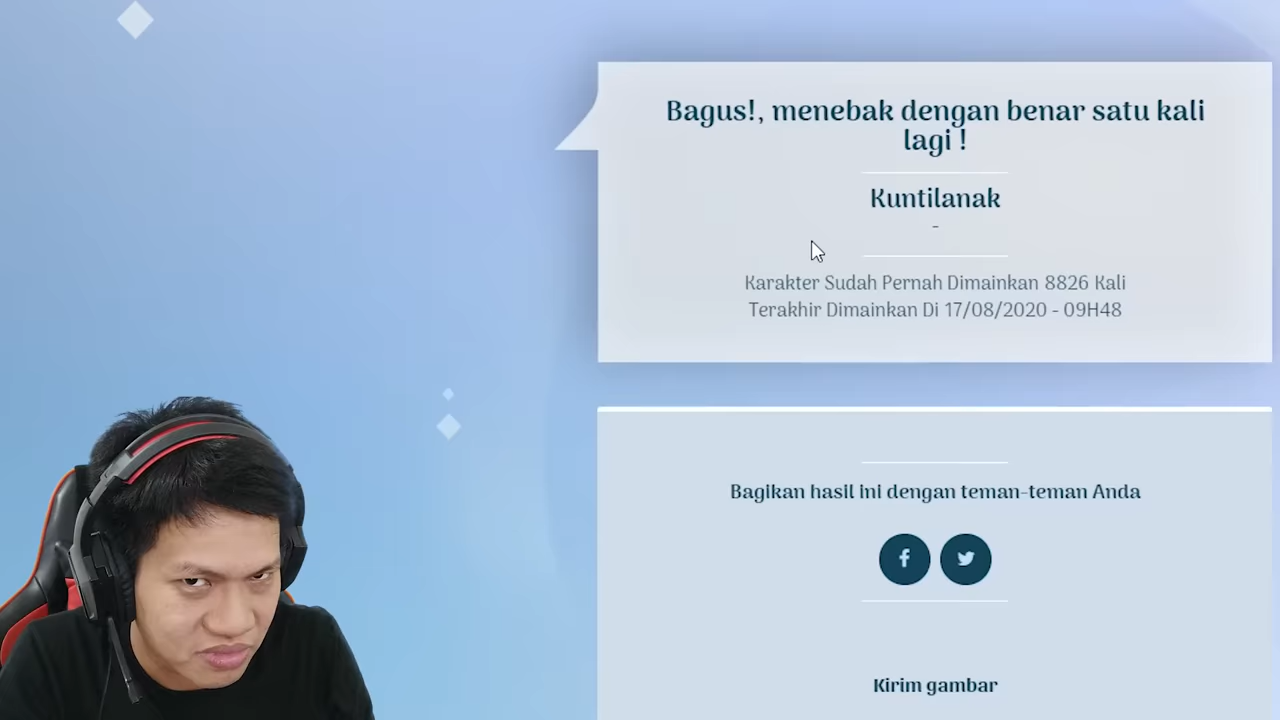 Bagus!, menebak dengan benar satu kali
lagi !
Kuntilanak
-
Karakter Sudah Pernah Dimainkan 8826 Kali
Terakhir Dimainkan Di 17/08/2020 - 09H48
Bagikan hasil ini dengan teman-teman Anda
Kirim gambar